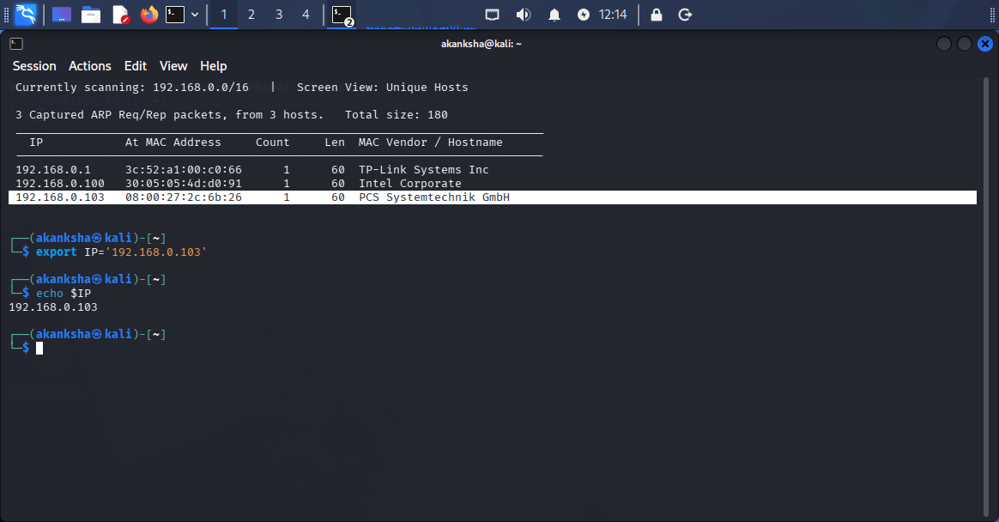 1 2 3 4 2 12:14
akanksha@kali: ~
Session Actions Edit View Help
Currently scanning: 192.168.0.0/16 | Screen View: Unique Hosts
3 Captured ARP Req/Rep packets, from 3 hosts. Total size: 180
IP At MAC Address Count Len MAC Vendor / Hostname
192.168.0.1 3c:52:a1:00:c0:66 1 60 TP-Link Systems Inc
192.168.0.100 30:05:05:4d:d0:91 1 60 Intel Corporate
192.168.0.103 08:00:27:2c:6b:26 1 60 PCS Systemtechnik GmbH
┌──(akanksha㉿kali)-[~]
└─$ export IP='192.168.0.103'
┌──(akanksha㉿kali)-[~]
└─$ echo $IP
192.168.0.103
┌──(akanksha㉿kali)-[~]
└─$